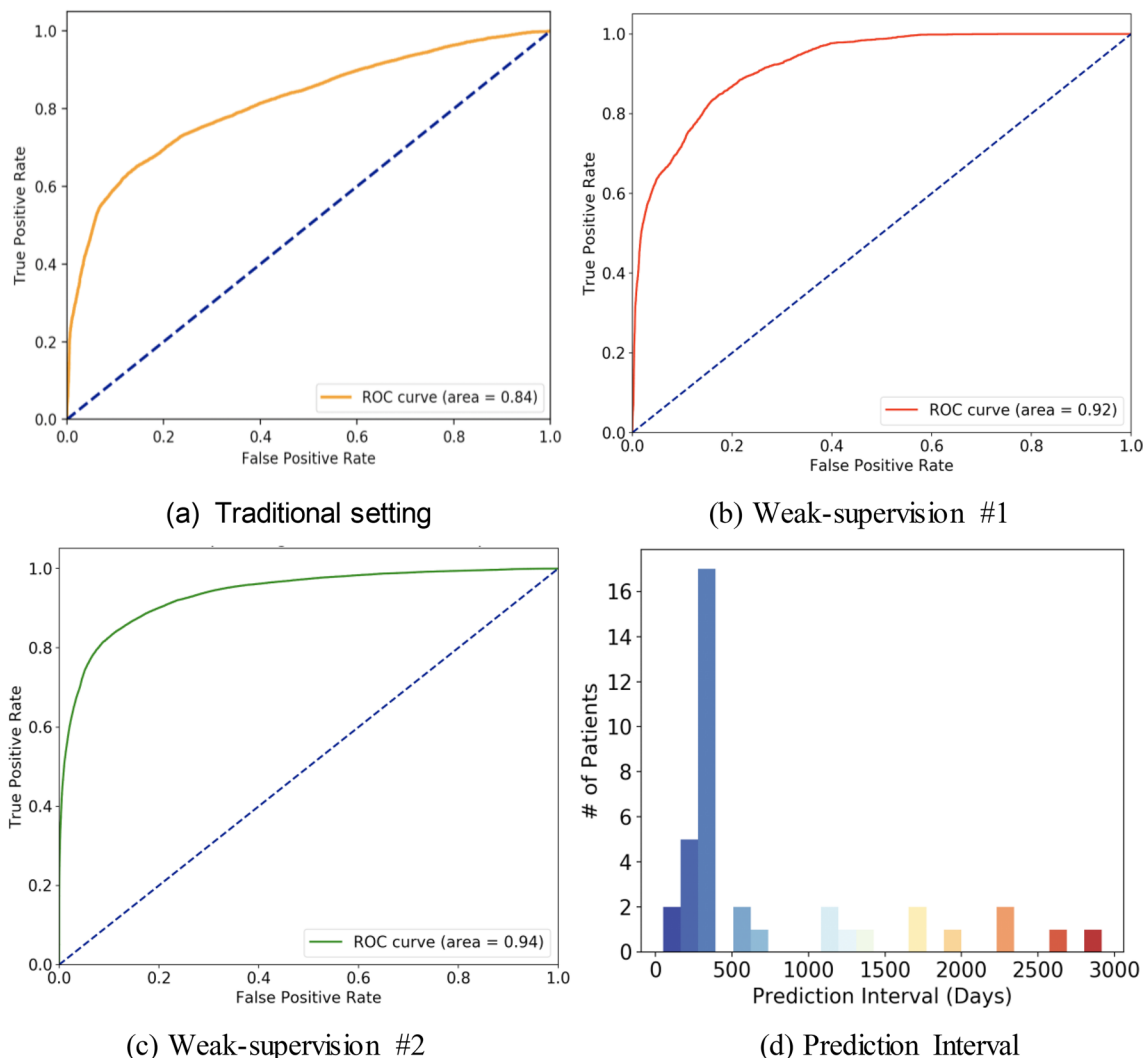 1.0
0.8
0.6
0.4
0.2
0.0
True Positive Rate
ROC curve (area = 0.84)
0.0 0.2 0.4 0.6 0.8 1.0
False Positive Rate
(a) Traditional setting
1.0
0.8
0.6
0.4
0.2
0.0
True Positive Rate
ROC curve (area = 0.92)
0.0 0.2 0.4 0.6 0.8 1.0
False Positive Rate
(b) Weak-supervision #1
1.0
0.8
0.6
0.4
0.2
0.0
True Positive Rate
ROC curve (area = 0.94)
0.0 0.2 0.4 0.6 0.8 1.0
False Positive Rate
(c) Weak-supervision #2
16
14
12
10
8
6
4
2
0
# of Patients
0 500 1000 1500 2000 2500 3000
Prediction Interval (Days)
(d) Prediction Interval